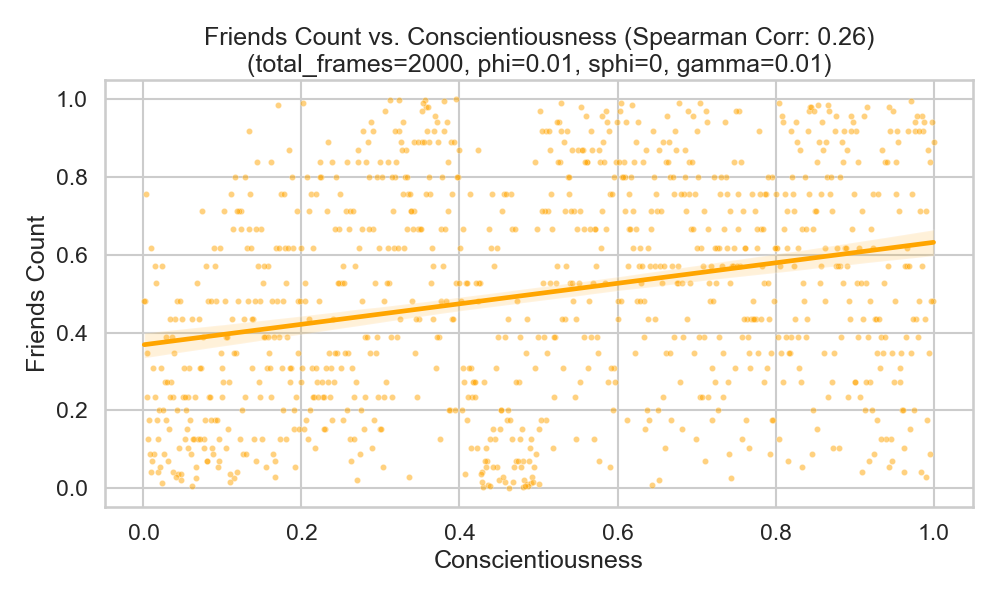 Friends Count vs. Conscientiousness (Spearman Corr: 0.26)
(total_frames=2000, phi=0.01, sphi=0, gamma=0.01)
1.0
0.8
0.6
0.4
0.2
0.0
Friends Count
0.0 0.2 0.4 0.6 0.8 1.0
Conscientiousness